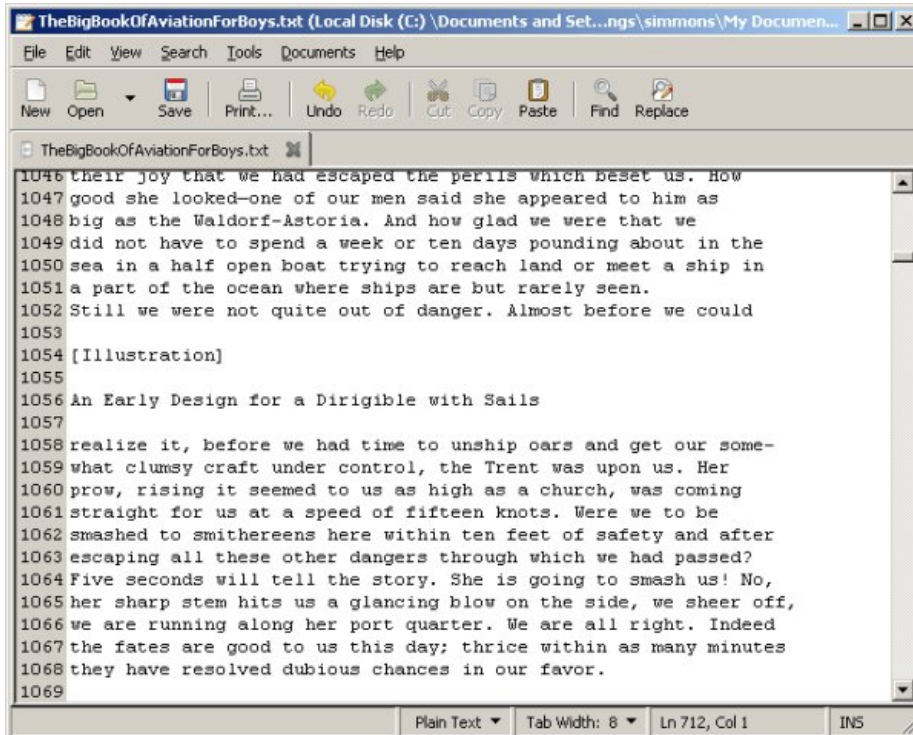 TheBigBookOfAviationForBoys.txt (Local Disk (C:) \Documents and Set...ngs\simmons\My Documen...
File Edit View Search Tools Documents Help
New Open Save Print... Undo Redo Cut Copy Paste Find Replace
TheBigBookOfAviationForBoys.txt
1046 their joy that we had escaped the perils which beset us. How
1047 good she looked—one of our men said she appeared to him as
1048 big as the Waldorf-Astoria. And how glad we were that we
1049 did not have to spend a week or ten days pounding about in the
1050 sea in a half open boat trying to reach land or meet a ship in
1051 a part of the ocean where ships are but rarely seen.
1052 Still we were not quite out of danger. Almost before we could
1053
1054 [Illustration]
1055
1056 An Early Design for a Dirigible with Sails
1057
1058 realize it, before we had time to unship oars and get our some-
1059 what clumsy craft under control, the Trent was upon us. Her
1060 prow, rising it seemed to us as high as a church, was coming
1061 straight for us at a speed of fifteen knots. Were we to be
1062 smashed to smithereens here within ten feet of safety and after
1063 escaping all these other dangers through which we had passed?
1064 Five seconds will tell the story. She is going to smash us! No,
1065 her sharp stem hits us a glancing blow on the side, we sheer off,
1066 we are running along her port quarter. We are all right. Indeed
1067 the fates are good to us this day; thrice within as many minutes
1068 they have resolved dubious chances in our favor.
1069
Plain Text Tab Width: 8 Ln 712, Col 1 INS